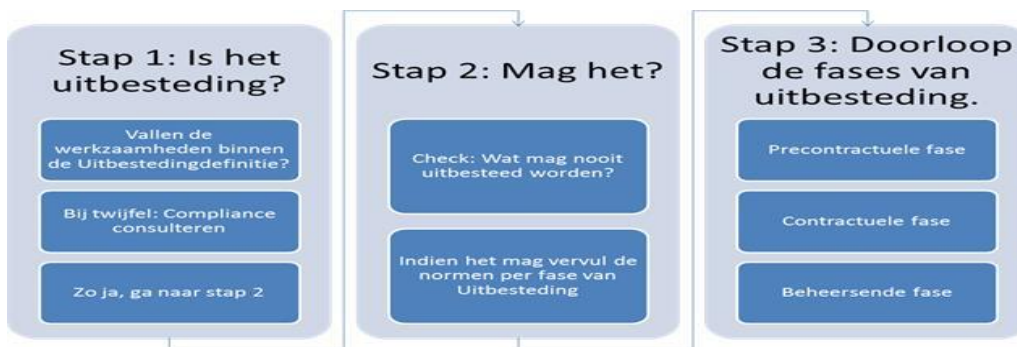 Stap 1: Is het
uitbesteding?
Vallen de
werkzaamheden binnen
de Uitbestedingdefinitie?
Bij twijfel: Compliance
consulteren
Zo ja, ga naar stap 2
Stap 2: Mag het?
Check: Wat mag nooit
uitbesteed worden?
Indien het mag vervul de
normen per fase van
Uitbesteding
Stap 3: Doorloop
de fases van
uitbesteding.
Precontractuele fase
Contractuele fase
Beheersende fase